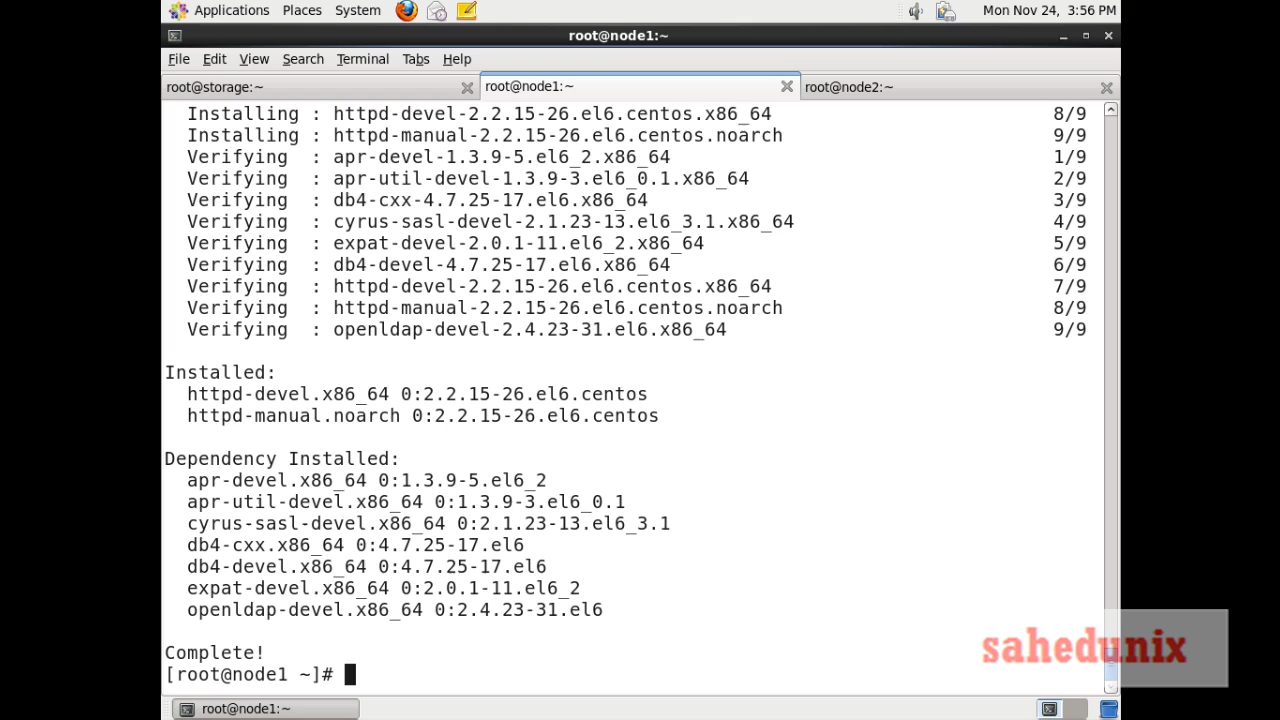 Applications Places System Mon Nov 24, 3:56 PM
root@node1:~
File Edit View Search Terminal Tabs Help
root@storage:~ root@node1:~ root@node2:~
Installing : httpd-devel-2.2.15-26.el6.centos.x86_64 8/9
Installing : httpd-manual-2.2.15-26.el6.centos.noarch 9/9
Verifying : apr-devel-1.3.9-5.el6_2.x86_64 1/9
Verifying : apr-util-devel-1.3.9-3.el6_0.1.x86_64 2/9
Verifying : db4-cxx-4.7.25-17.el6.x86_64 3/9
Verifying : cyrus-sasl-devel-2.1.23-13.el6_3.1.x86_64 4/9
Verifying : expat-devel-2.0.1-11.el6_2.x86_64 5/9
Verifying : db4-devel-4.7.25-17.el6.x86_64 6/9
Verifying : httpd-devel-2.2.15-26.el6.centos.x86_64 7/9
Verifying : httpd-manual-2.2.15-26.el6.centos.noarch 8/9
Verifying : openldap-devel-2.4.23-31.el6.x86_64 9/9
Installed:
httpd-devel.x86_64 0:2.2.15-26.el6.centos
httpd-manual.noarch 0:2.2.15-26.el6.centos
Dependency Installed:
apr-devel.x86_64 0:1.3.9-5.el6_2
apr-util-devel.x86_64 0:1.3.9-3.el6_0.1
cyrus-sasl-devel.x86_64 0:2.1.23-13.el6_3.1
db4-cxx.x86_64 0:4.7.25-17.el6
db4-devel.x86_64 0:4.7.25-17.el6
expat-devel.x86_64 0:2.0.1-11.el6_2
openldap-devel.x86_64 0:2.4.23-31.el6
Complete!
[root@node1 ~]#
sahedunix
root@node1:~